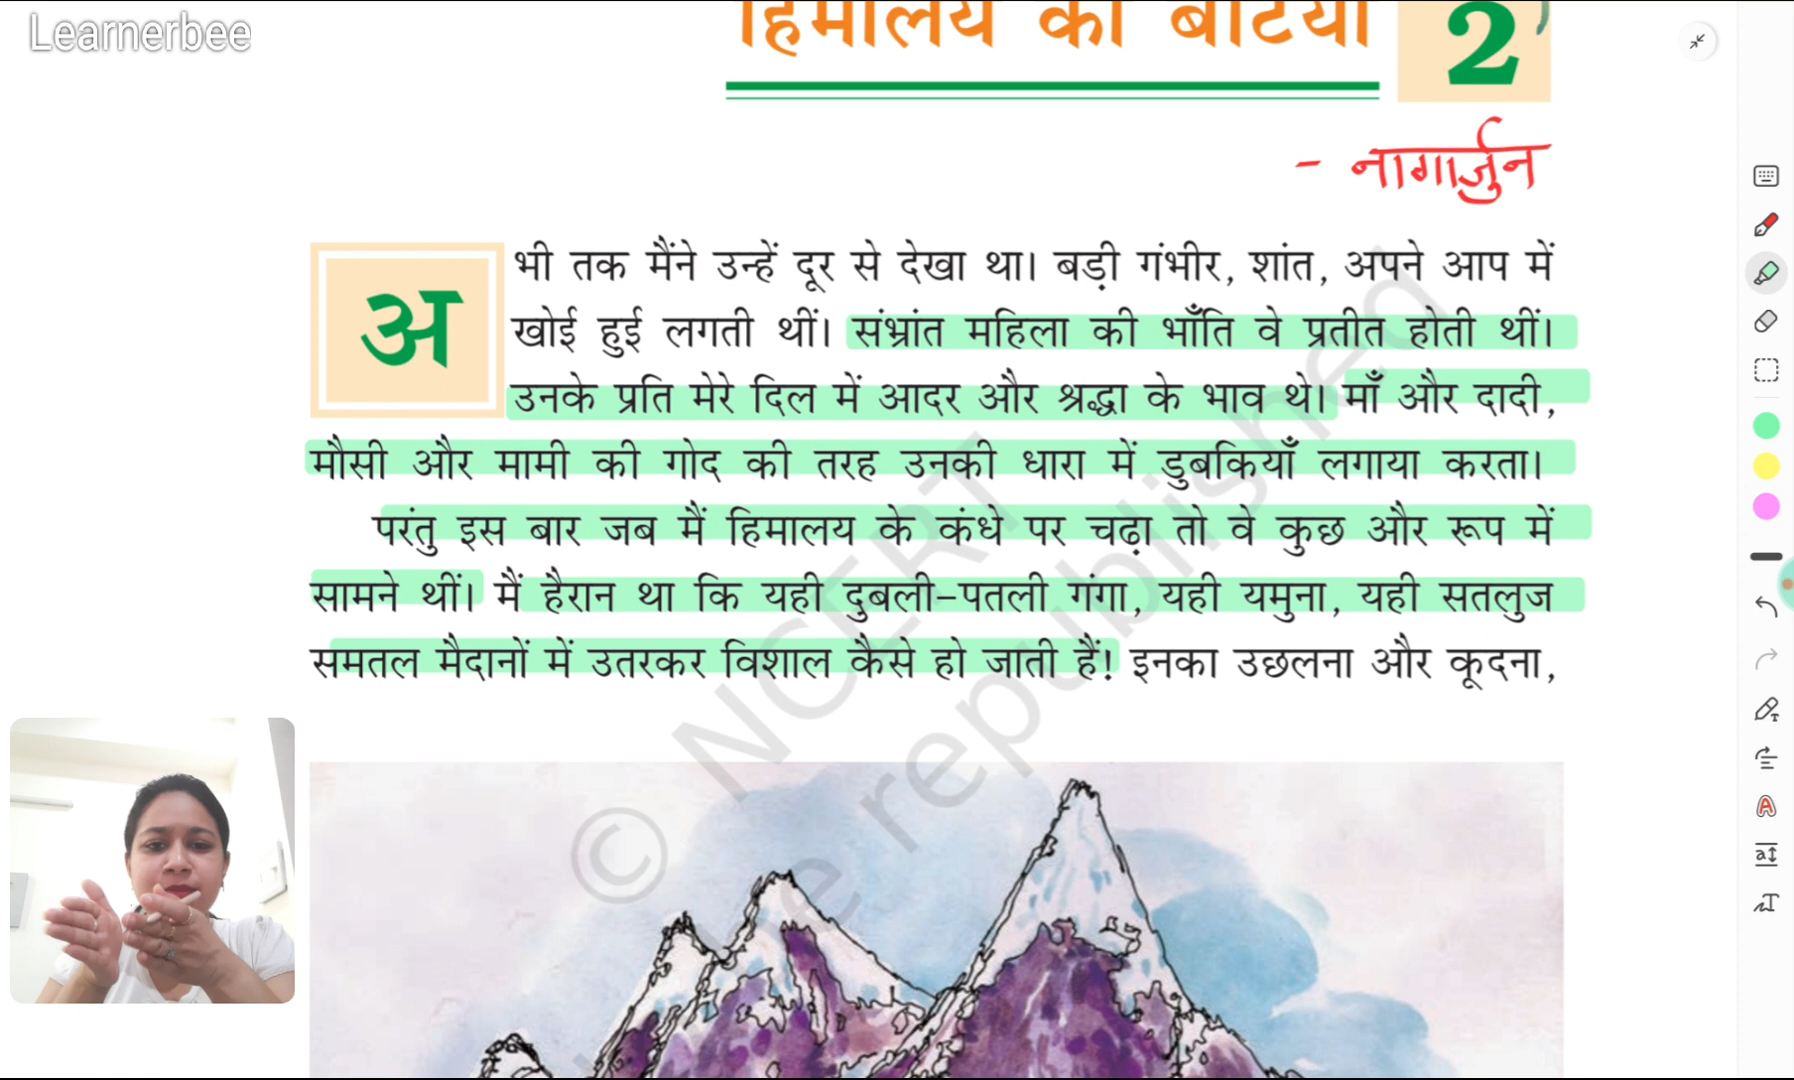 Learnerbee
हिमालय की बेटियाँ
2
- नागार्जुन
अ
भी तक मैंने उन्हें दूर से देखा था। बड़ी गंभीर, शांत, अपने आप में
खोई हुई लगती थीं। संभ्रांत महिला की भाँति वे प्रतीत होती थीं।
उनके प्रति मेरे दिल में आदर और श्रद्धा के भाव थे। माँ और दादी,
मौसी और मामी की गोद की तरह उनकी धारा में डुबकियाँ लगाया करता।
परंतु इस बार जब मैं हिमालय के कंधे पर चढ़ा तो वे कुछ और रूप में
सामने थीं। मैं हैरान था कि यही दुबली-पतली गंगा, यही यमुना, यही सतलुज
समतल मैदानों में उतरकर विशाल कैसे हो जाती हैं! इनका उछलना और कूदना,
© NCERT
be republished